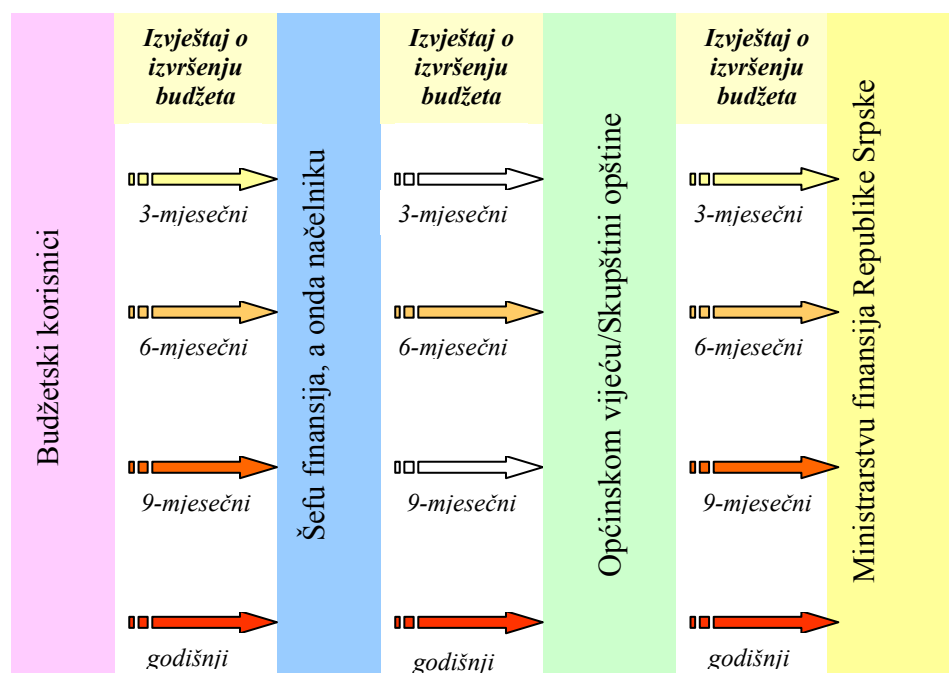 Budžetski korisnici
Izvještaj o
izvršenju
budžeta
3-mjesečni
6-mjesečni
9-mjesečni
godišnji
Šefu finansija, a onda načelniku
Izvještaj o
izvršenju
budžeta
3-mjesečni
6-mjesečni
9-mjesečni
godišnji
Općinskom vijeću/Skupštini opštine
Izvještaj o
izvršenju
budžeta
3-mjesečni
6-mjesečni
9-mjesečni
godišnji
Ministrarstvu finansija Republike Srpske